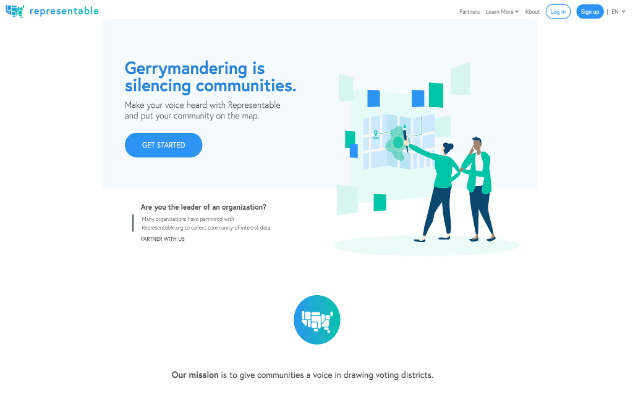 representable
Partners Learn More About Log in Sign up | EN
Gerrymandering is
silencing communities.
Make your voice heard with Representable
and put your community on the map.
GET STARTED
Are you the leader of an organization?
Many organizations have partnered with
Representable.org to collect community-of-interest data.
PARTNER WITH US
Our mission is to give communities a voice in drawing voting districts.